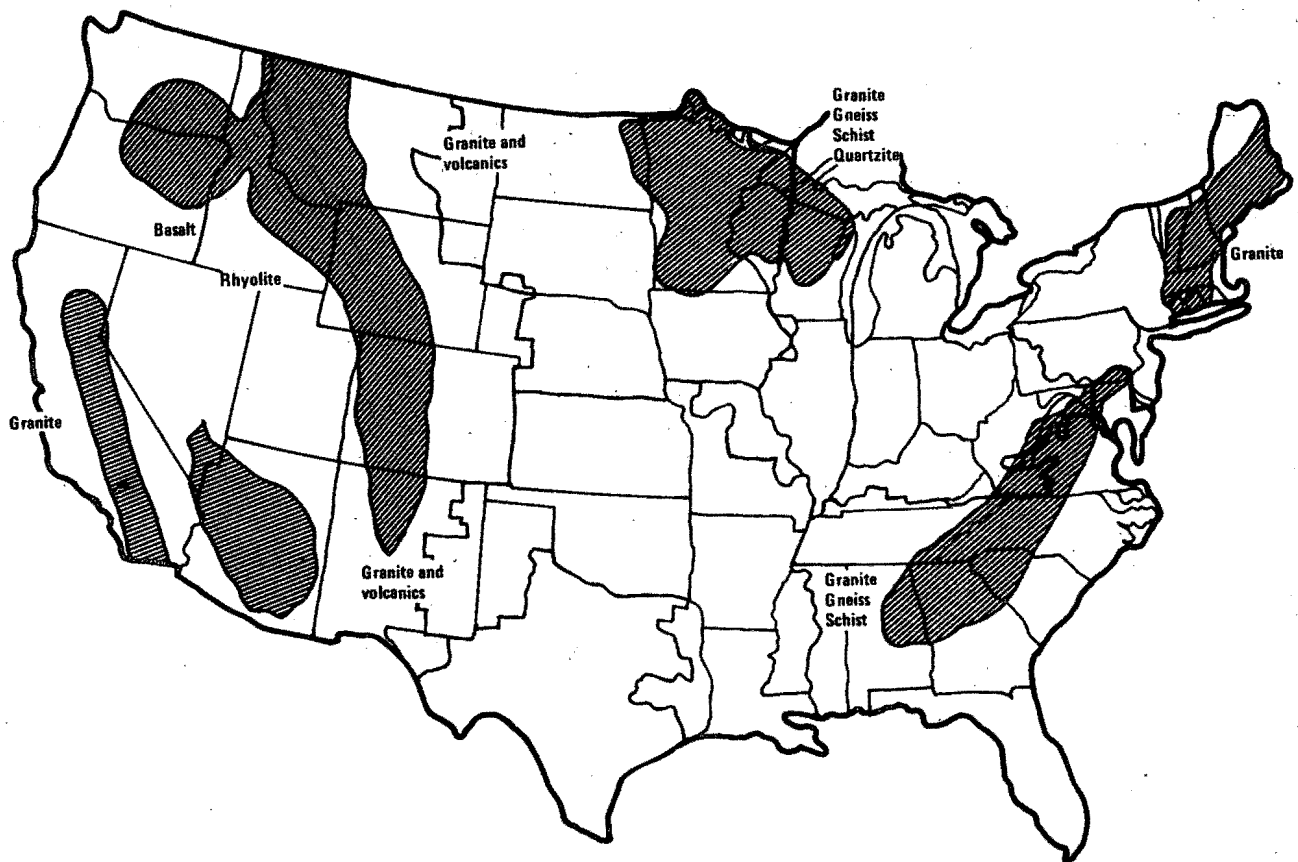 Granite
Gneiss
Schist
Quartzite
Granite and
volcanics
Basalt
Granite
Rhyolite
Granite
Granite and
volcanics
Granite
Gneiss
Schist